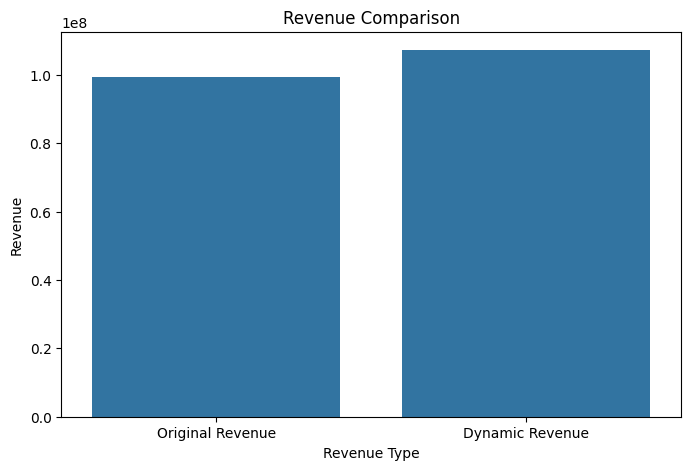 Revenue Comparison
1e8
1.0
0.8
0.6
0.4
0.2
0.0
Revenue
Original Revenue
Dynamic Revenue
Revenue Type